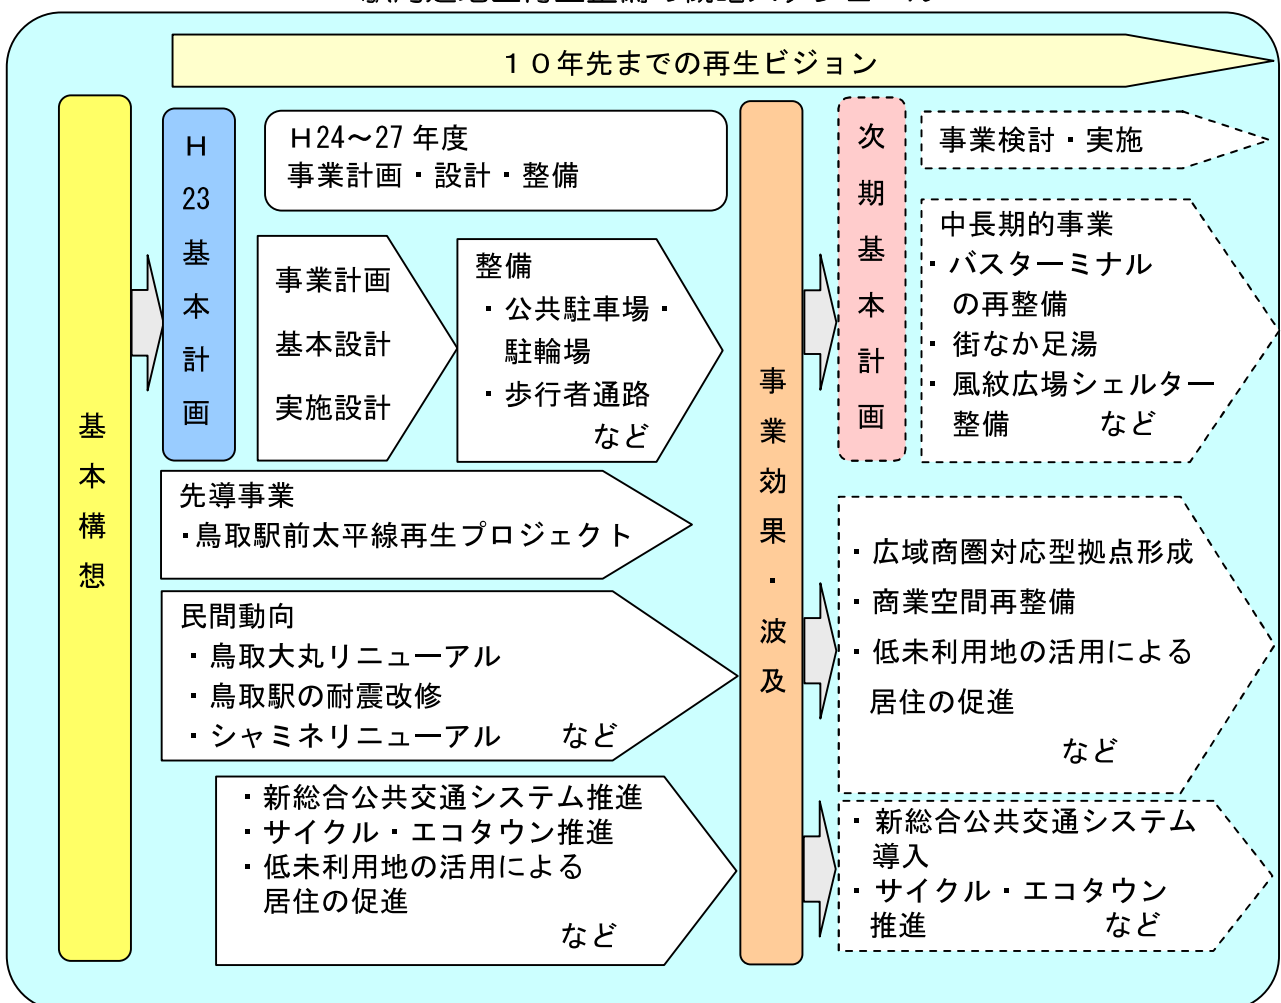 １０年先までの再生ビジョン
基本構想
Ｈ23基本計画
Ｈ24～27年度
事業計画・設計・整備
事業計画
基本設計
実施設計
整備
・公共駐車場・
駐輪場
・歩行者通路
など
先導事業
・鳥取駅前太平線再生プロジェクト
民間動向
・鳥取大丸リニューアル
・鳥取駅の耐震改修
・シャミネリニューアル　など
・新総合公共交通システム推進
・サイクル・エコタウン推進
・低未利用地の活用による
居住の促進
など
事業効果・波及
次期基本計画
事業検討・実施
中長期的事業
・バスターミナル
の再整備
・街なか足湯
・風紋広場シェルター
整備　など
・広域商圏対応型拠点形成
・商業空間再整備
・低未利用地の活用による
居住の促進
など
・新総合公共交通システム
導入
・サイクル・エコタウン
推進　など